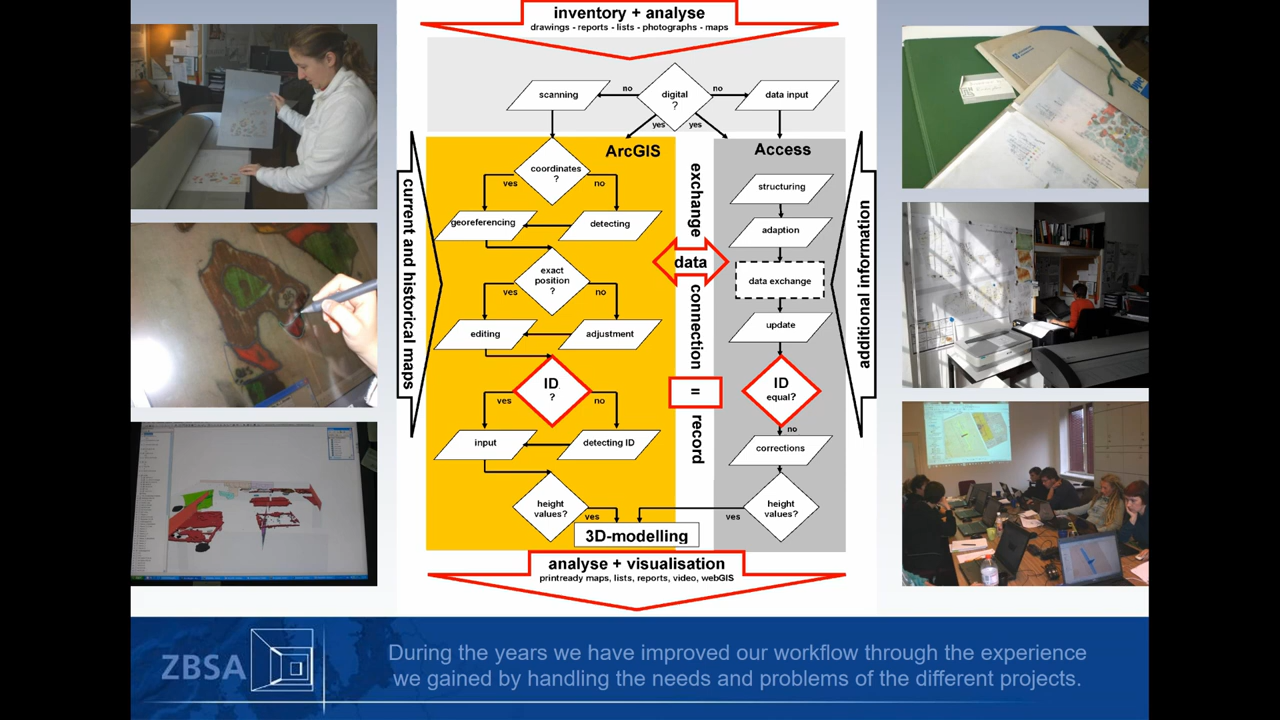 inventory + analyse
drawings - reports - lists - photographs - maps
scanning
no
digital
?
no
data input
yes
yes
ArcGIS
Access
current and historical maps
coordinates
?
yes
no
georeferencing
detecting
exact
position
?
yes
no
editing
adjustment
ID
?
yes
no
input
detecting ID
height
values?
yes
exchange
data
connection
=
record
structuring
adaption
data exchange
update
ID
equal?
no
corrections
height
values?
yes
additional information
3D-modelling
analyse + visualisation
printready maps, lists, reports, video, webGIS
ZBSA
During the years we have improved our workflow through the experience
we gained by handling the needs and problems of the different projects.